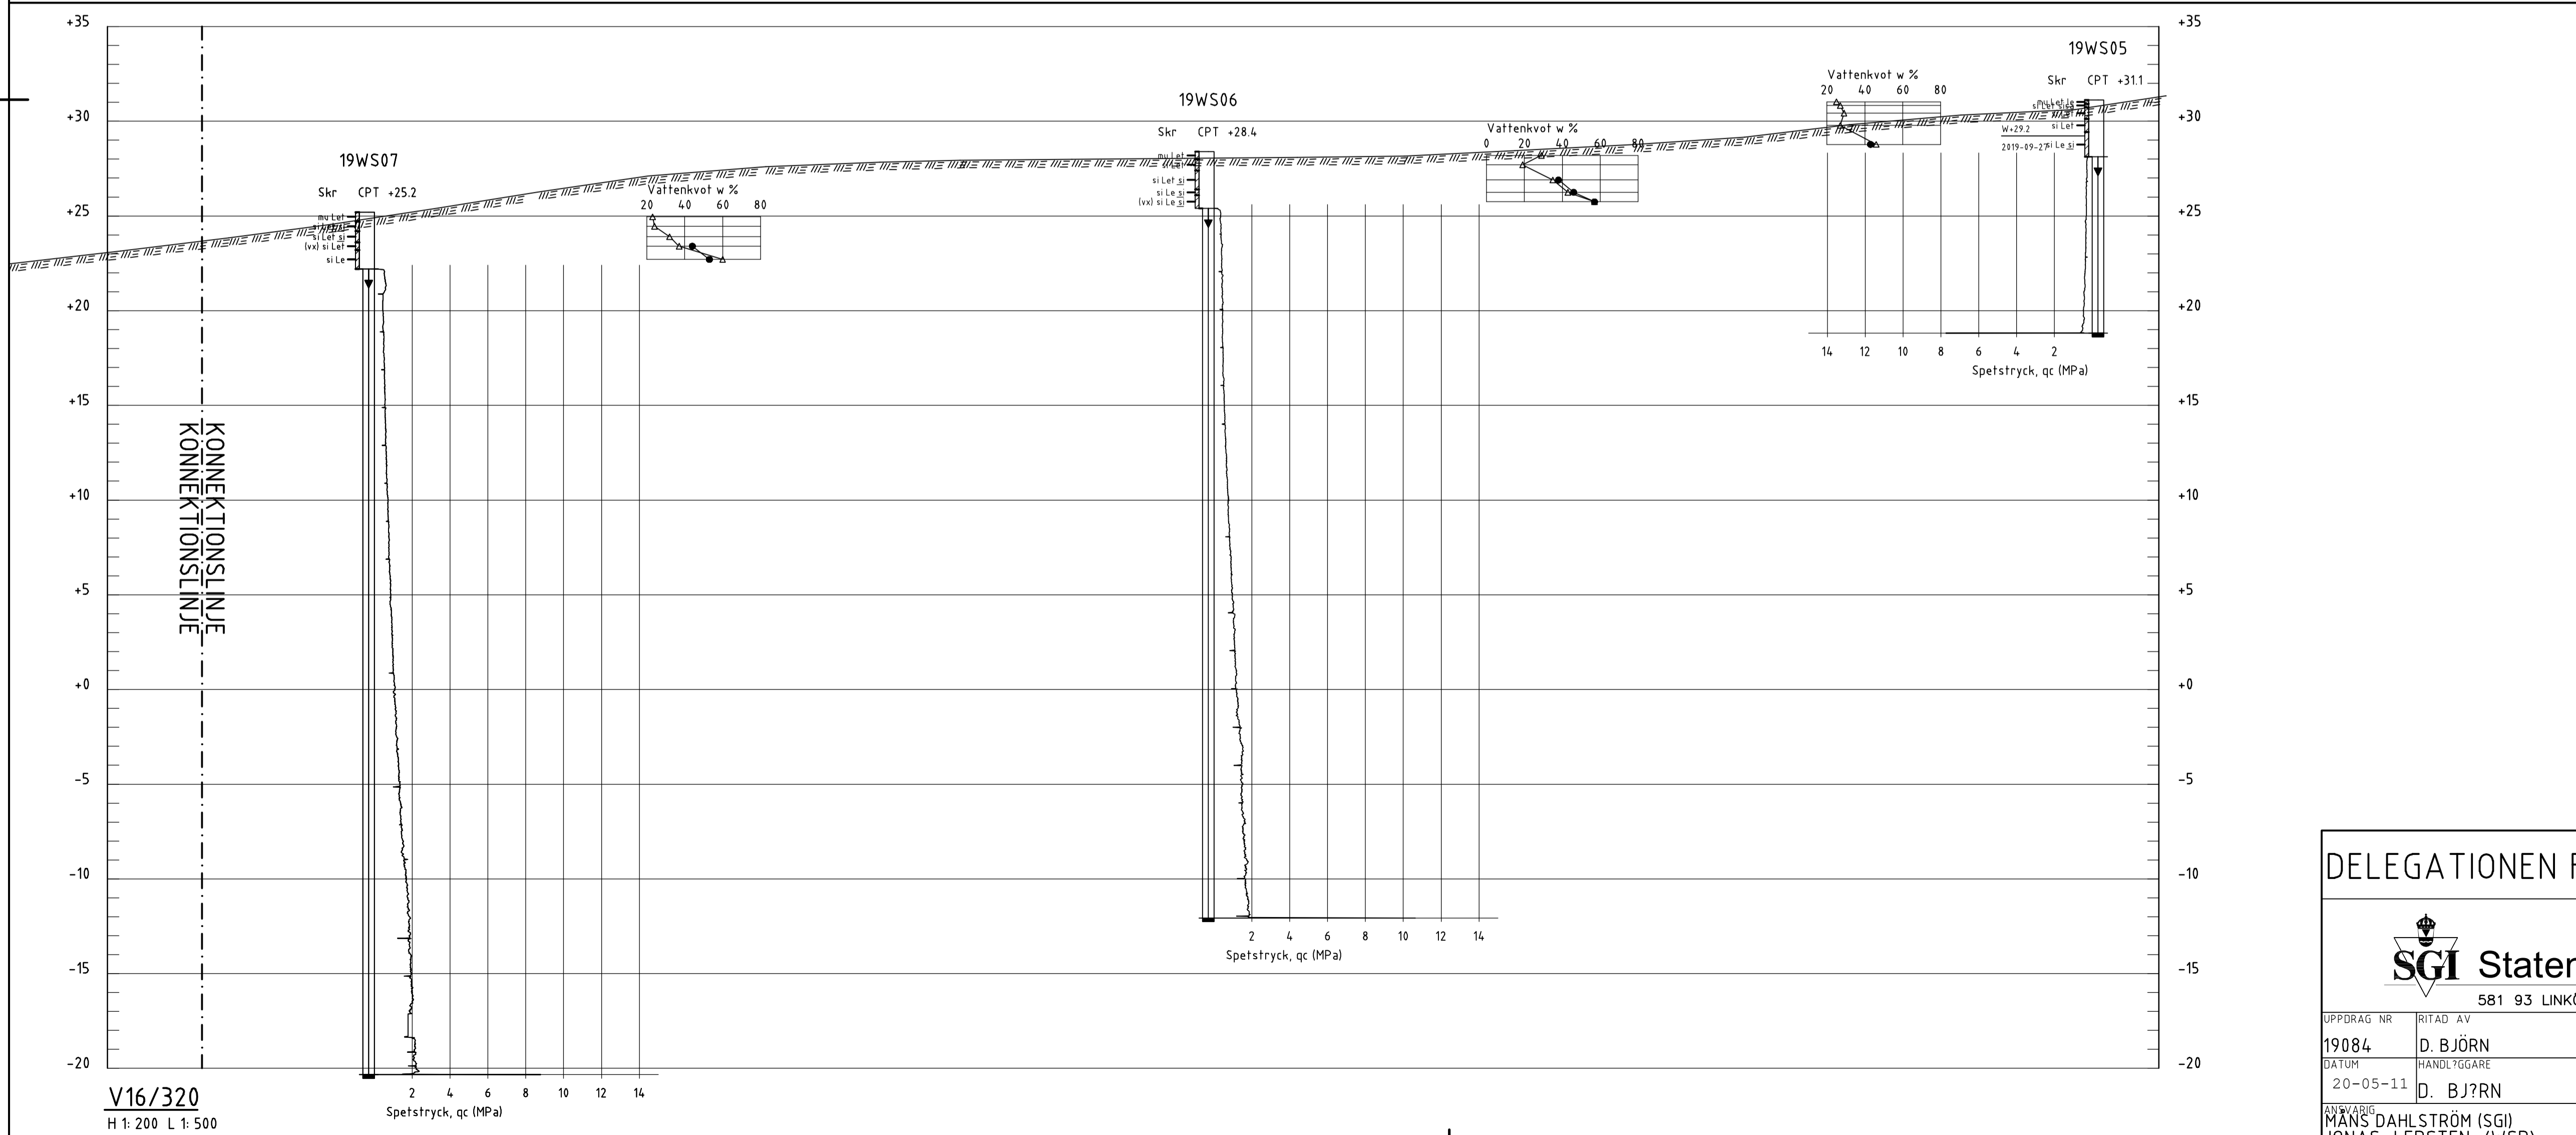 +35
+30
+25
+20
+15
+10
+5
+0
-5
-10
-15
-20
KONNEKTIONSLINJE
KONNEKTIONSLINJE
19WS07
Skr CPT +25.2
mu Let
si Let si
(vx) si Let
si Le
Vattenkvot w %
20 40 60 80
2 4 6 8 10 12 14
Spetstryck, qc (MPa)
19WS06
Skr CPT +28.4
mu Let
si Let
si Let si
si Le si
(vx) si Le si
Vattenkvot w %
0 20 40 60 80
2 4 6 8 10 12 14
Spetstryck, qc (MPa)
Vattenkvot w %
20 40 60 80
19WS05
Skr CPT +31.1
si Let
W+29.2
2019-09-27
si Le si
14 12 10 8 6 4 2
Spetstryck, qc (MPa)
+35
+30
+25
+20
+15
+10
+5
+0
-5
-10
-15
-20
V16/320
H 1: 200 L 1: 500
DELEGATIONEN F
SGI Staten
581 93 LINKÖ
UPPDRAG NR
RITAD AV
19084
D. BJÖRN
DATUM
HANDL?GGARE
20-05-11
D. BJ?RN
ANSVARIG
MÅNS DAHLSTRÖM (SGI)